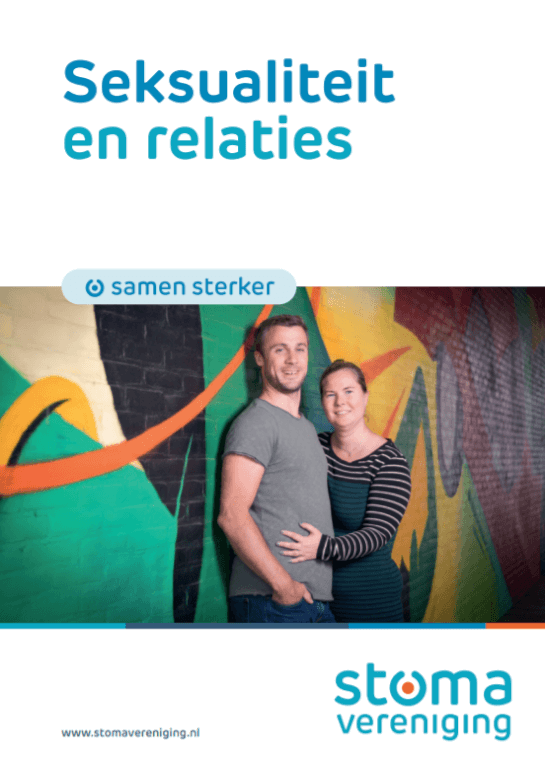 Seksualiteit
en relaties
samen sterker
stoma
vereniging
www.stomavereniging.nl